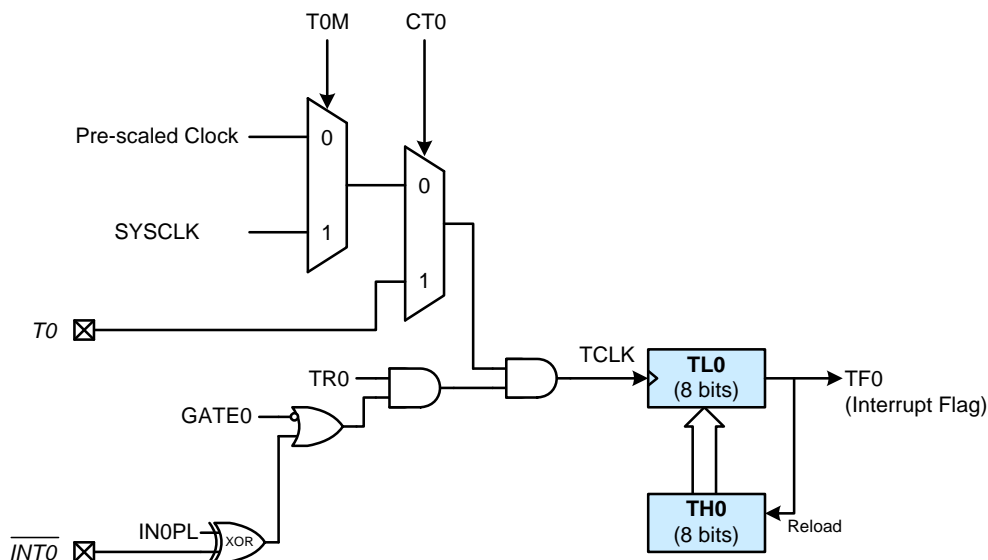 T0M CT0
Pre-scaled Clock
0
SYSCLK
1
0
1
T0
TR0
GATE0
IN0PL
XOR
INT0
TCLK
TL0
(8 bits)
TF0
(Interrupt Flag)
TH0
(8 bits)
Reload